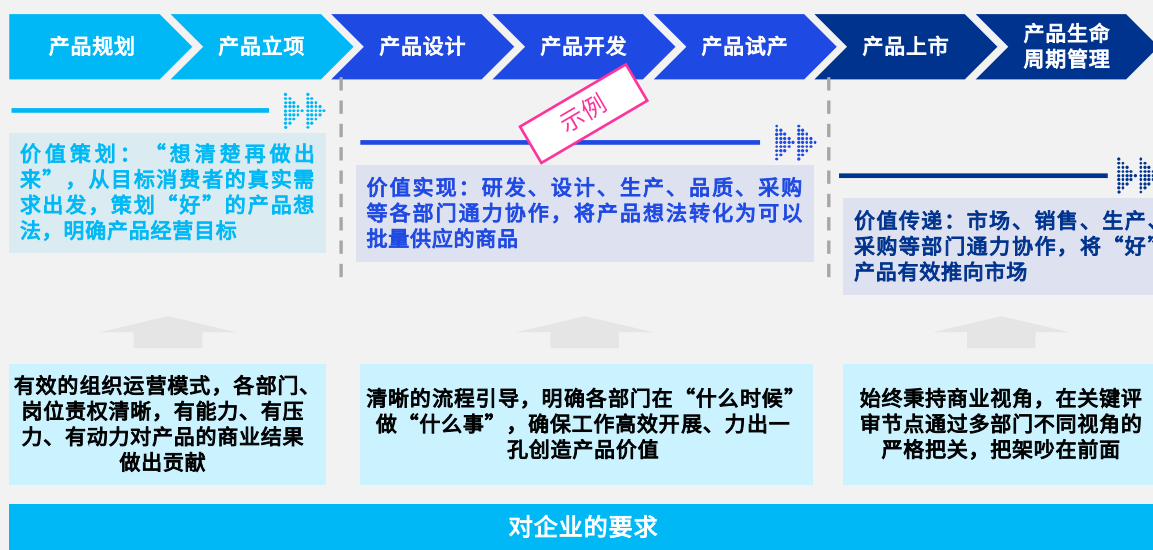 产品规划
产品立项
产品设计
产品开发
产品试产
产品上市
产品生命
周期管理
示例
价值策划：“想清楚再做出
来”，从目标消费者的真实需
求出发，策划“好”的产品想
法，明确产品经营目标
价值实现：研发、设计、生产、品质、采购
等各部门通力协作，将产品想法转化为可以
批量供应的商品
价值传递：市场、销售、生产、
采购等部门通力协作，将“好”
产品有效推向市场
有效的组织运营模式，各部门、
岗位责权清晰，有能力、有压
力、有动力对产品的商业结果
做出贡献
清晰的流程引导，明确各部门在“什么时候”
做“什么事”，确保工作高效开展、力出一
孔创造产品价值
始终秉持商业视角，在关键评
审节点通过多部门不同视角的
严格把关，把架吵在前面
对企业的要求